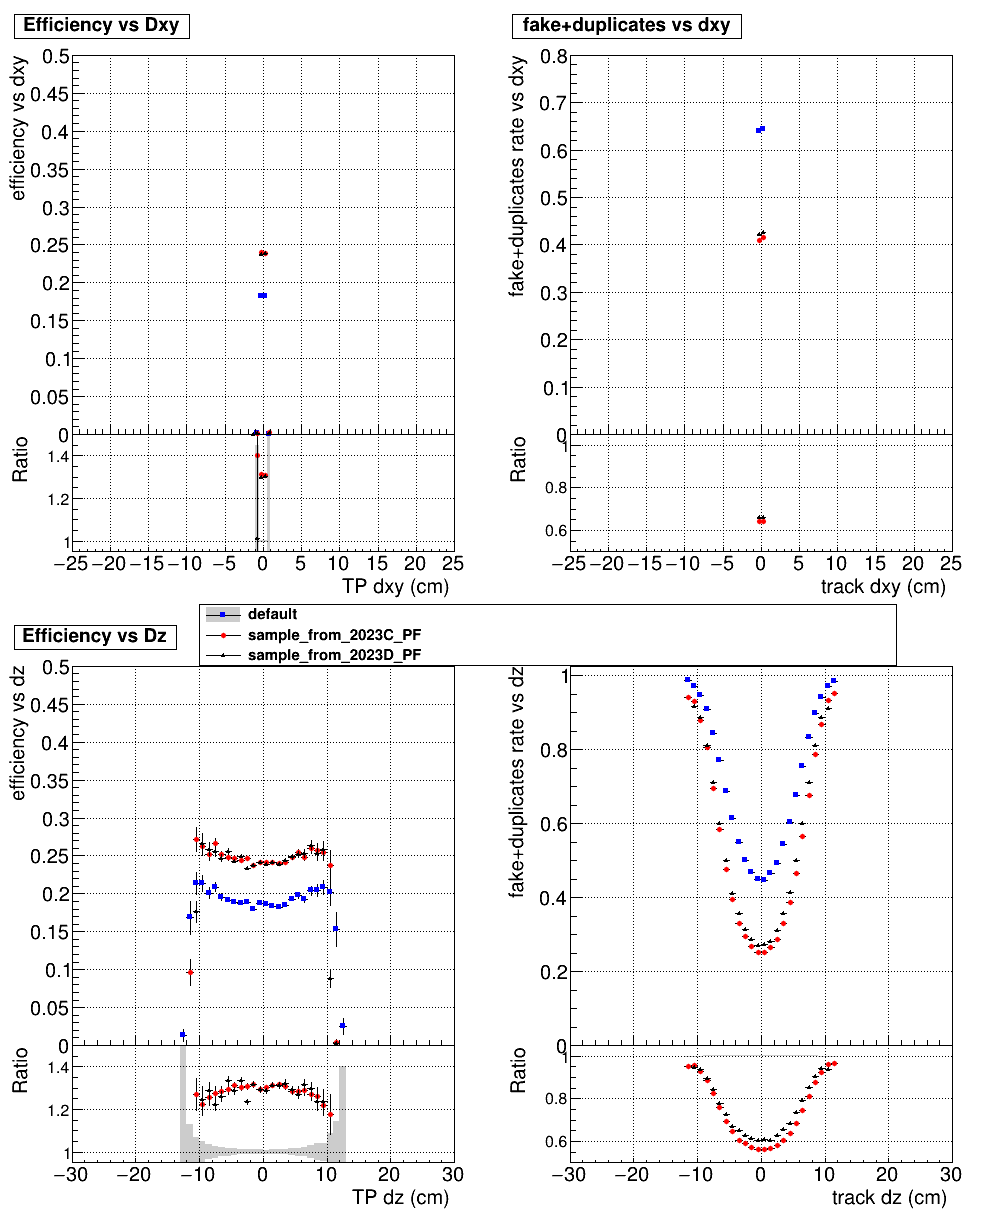 Efficiency vs Dxy
efficiency vs dxy
0.5
0.45
0.4
0.35
0.3
0.25
0.2
0.15
0.1
0.05
0
Ratio
1.4
1.2
1
−25 −20 −15 −10 −5 0 5 10 15 20 25
TP dxy (cm)
fake+duplicates vs dxy
fake+duplicates rate vs dxy
0.8
0.7
0.6
0.5
0.4
0.3
0.2
0.1
0
Ratio
1
0.8
0.6
−25 −20 −15 −10 −5 0 5 10 15 20 25
track dxy (cm)
default
sample_from_2023C_PF
sample_from_2023D_PF
Efficiency vs Dz
efficiency vs dz
0.5
0.45
0.4
0.35
0.3
0.25
0.2
0.15
0.1
0.05
0
Ratio
1.4
1.2
1
−30 −20 −10 0 10 20 30
TP dz (cm)
fake+duplicates rate vs dz
1
0.8
0.6
0.4
0.2
0
Ratio
1
0.8
0.6
−30 −20 −10 0 10 20 30
track dz (cm)